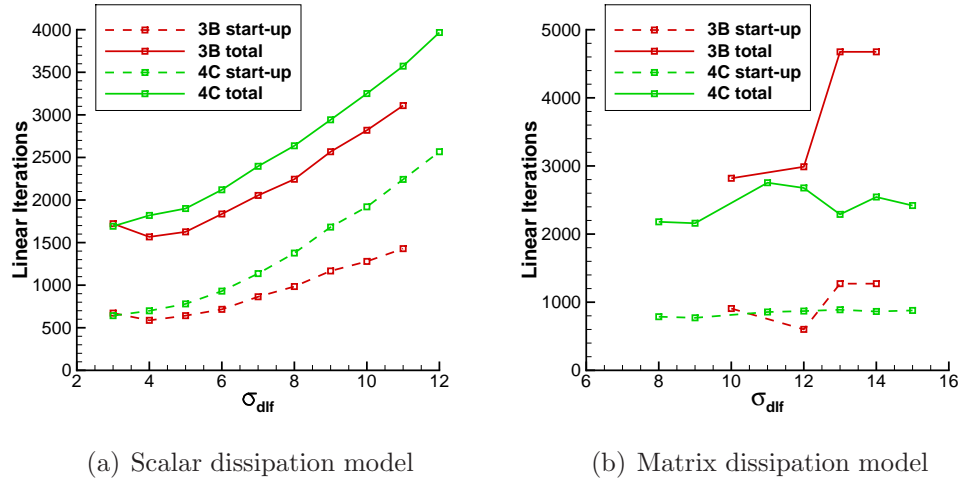 3B start-up
3B total
4C start-up
4C total
Linear Iterations
4000
3500
3000
2500
2000
1500
1000
500
0
2 4 6 8 10 12
σdlf
(a) Scalar dissipation model
3B start-up
3B total
4C start-up
4C total
Linear Iterations
5000
4000
3000
2000
1000
0
6 8 10 12 14 16
σdlf
(b) Matrix dissipation model